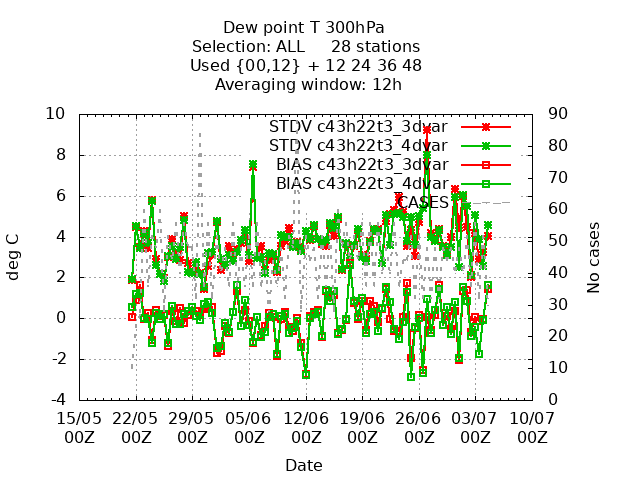 Dew point T 300hPa
Selection: ALL 28 stations
Used {00,12} + 12 24 36 48
Averaging window: 12h
10 90
STDV c43h22t3_3dvar
STDV c43h22t3_4dvar
BIAS c43h22t3_3dvar
BIAS c43h22t3_4dvar
CASES
8
6
4
2
0
-2
-4
80
70
60
50
40
30
20
10
0
deg C
No cases
15/05 22/05 29/05 05/06 12/06 19/06 26/06 03/07 10/07
00Z 00Z 00Z 00Z 00Z 00Z 00Z 00Z 00Z
Date